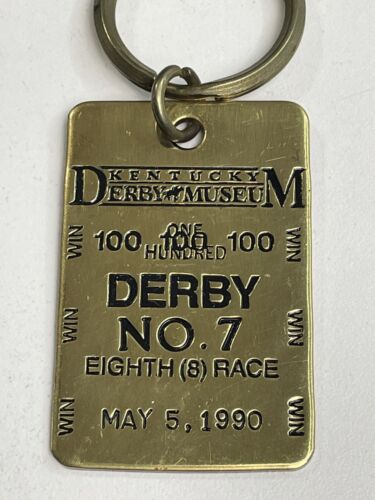 KENTUCKY
DERBY MUSEUM
WIN 100 100 100 WIN
ONE
HUNDRED
DERBY
WIN NO. 7 WIN
EIGHTH (8) RACE
WIN MAY 5, 1990 WIN